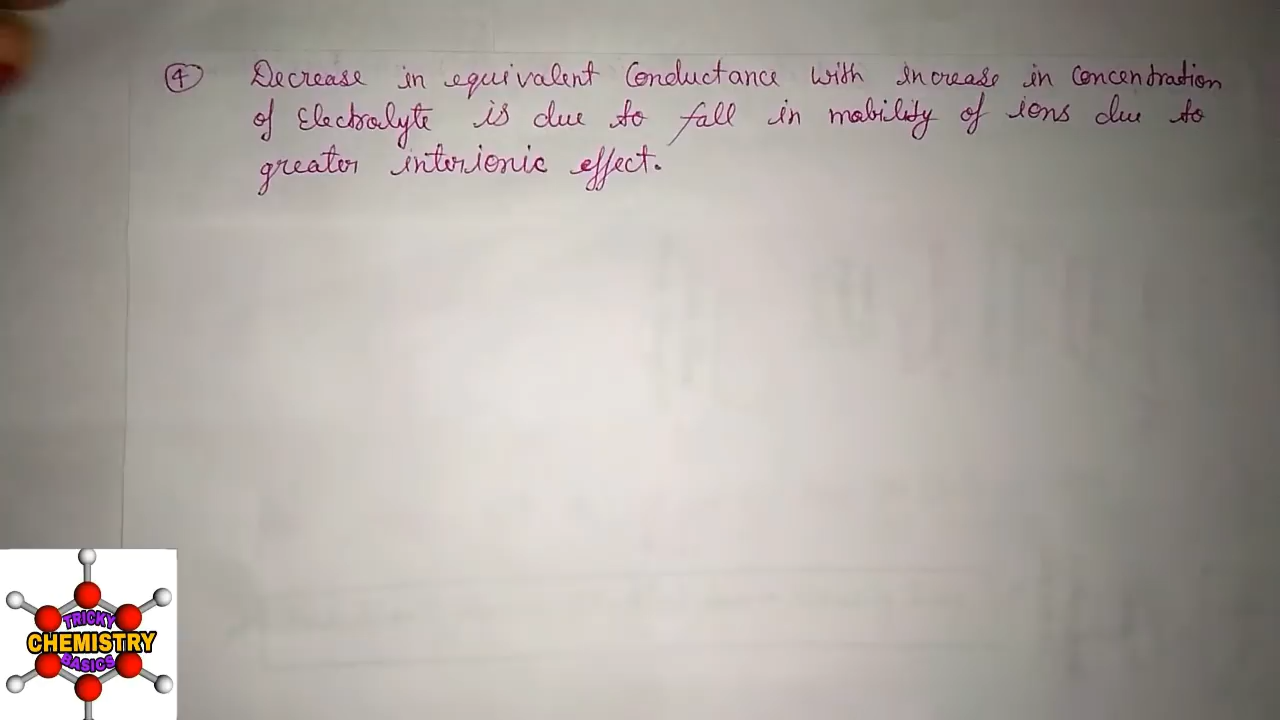 ④ Decrease in equivalent Conductance with increase in concentration
of Electrolyte is due to fall in mobility of ions due to
greater interionic effect.
TRICKY
CHEMISTRY
BASICS